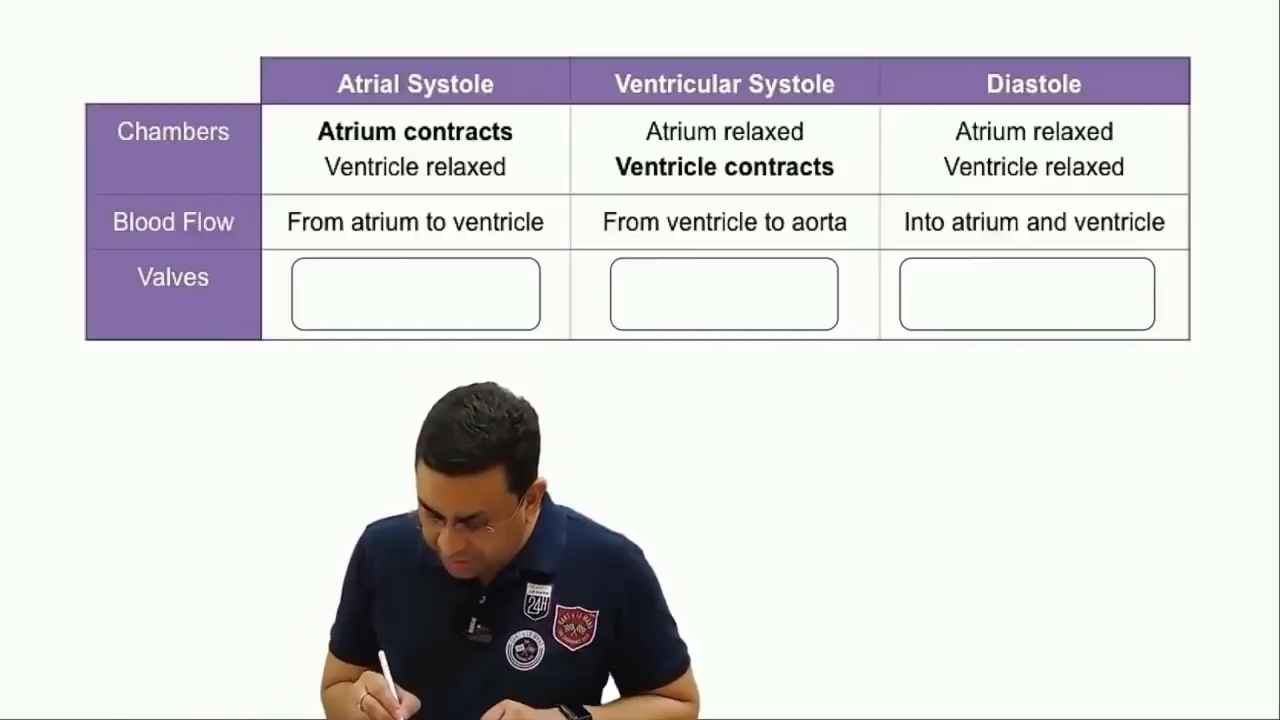 Atrial Systole Ventricular Systole Diastole
Chambers Atrium contracts Atrium relaxed Atrium relaxed
Ventricle relaxed Ventricle contracts Ventricle relaxed
Blood Flow From atrium to ventricle From ventricle to aorta Into atrium and ventricle
Valves
24H